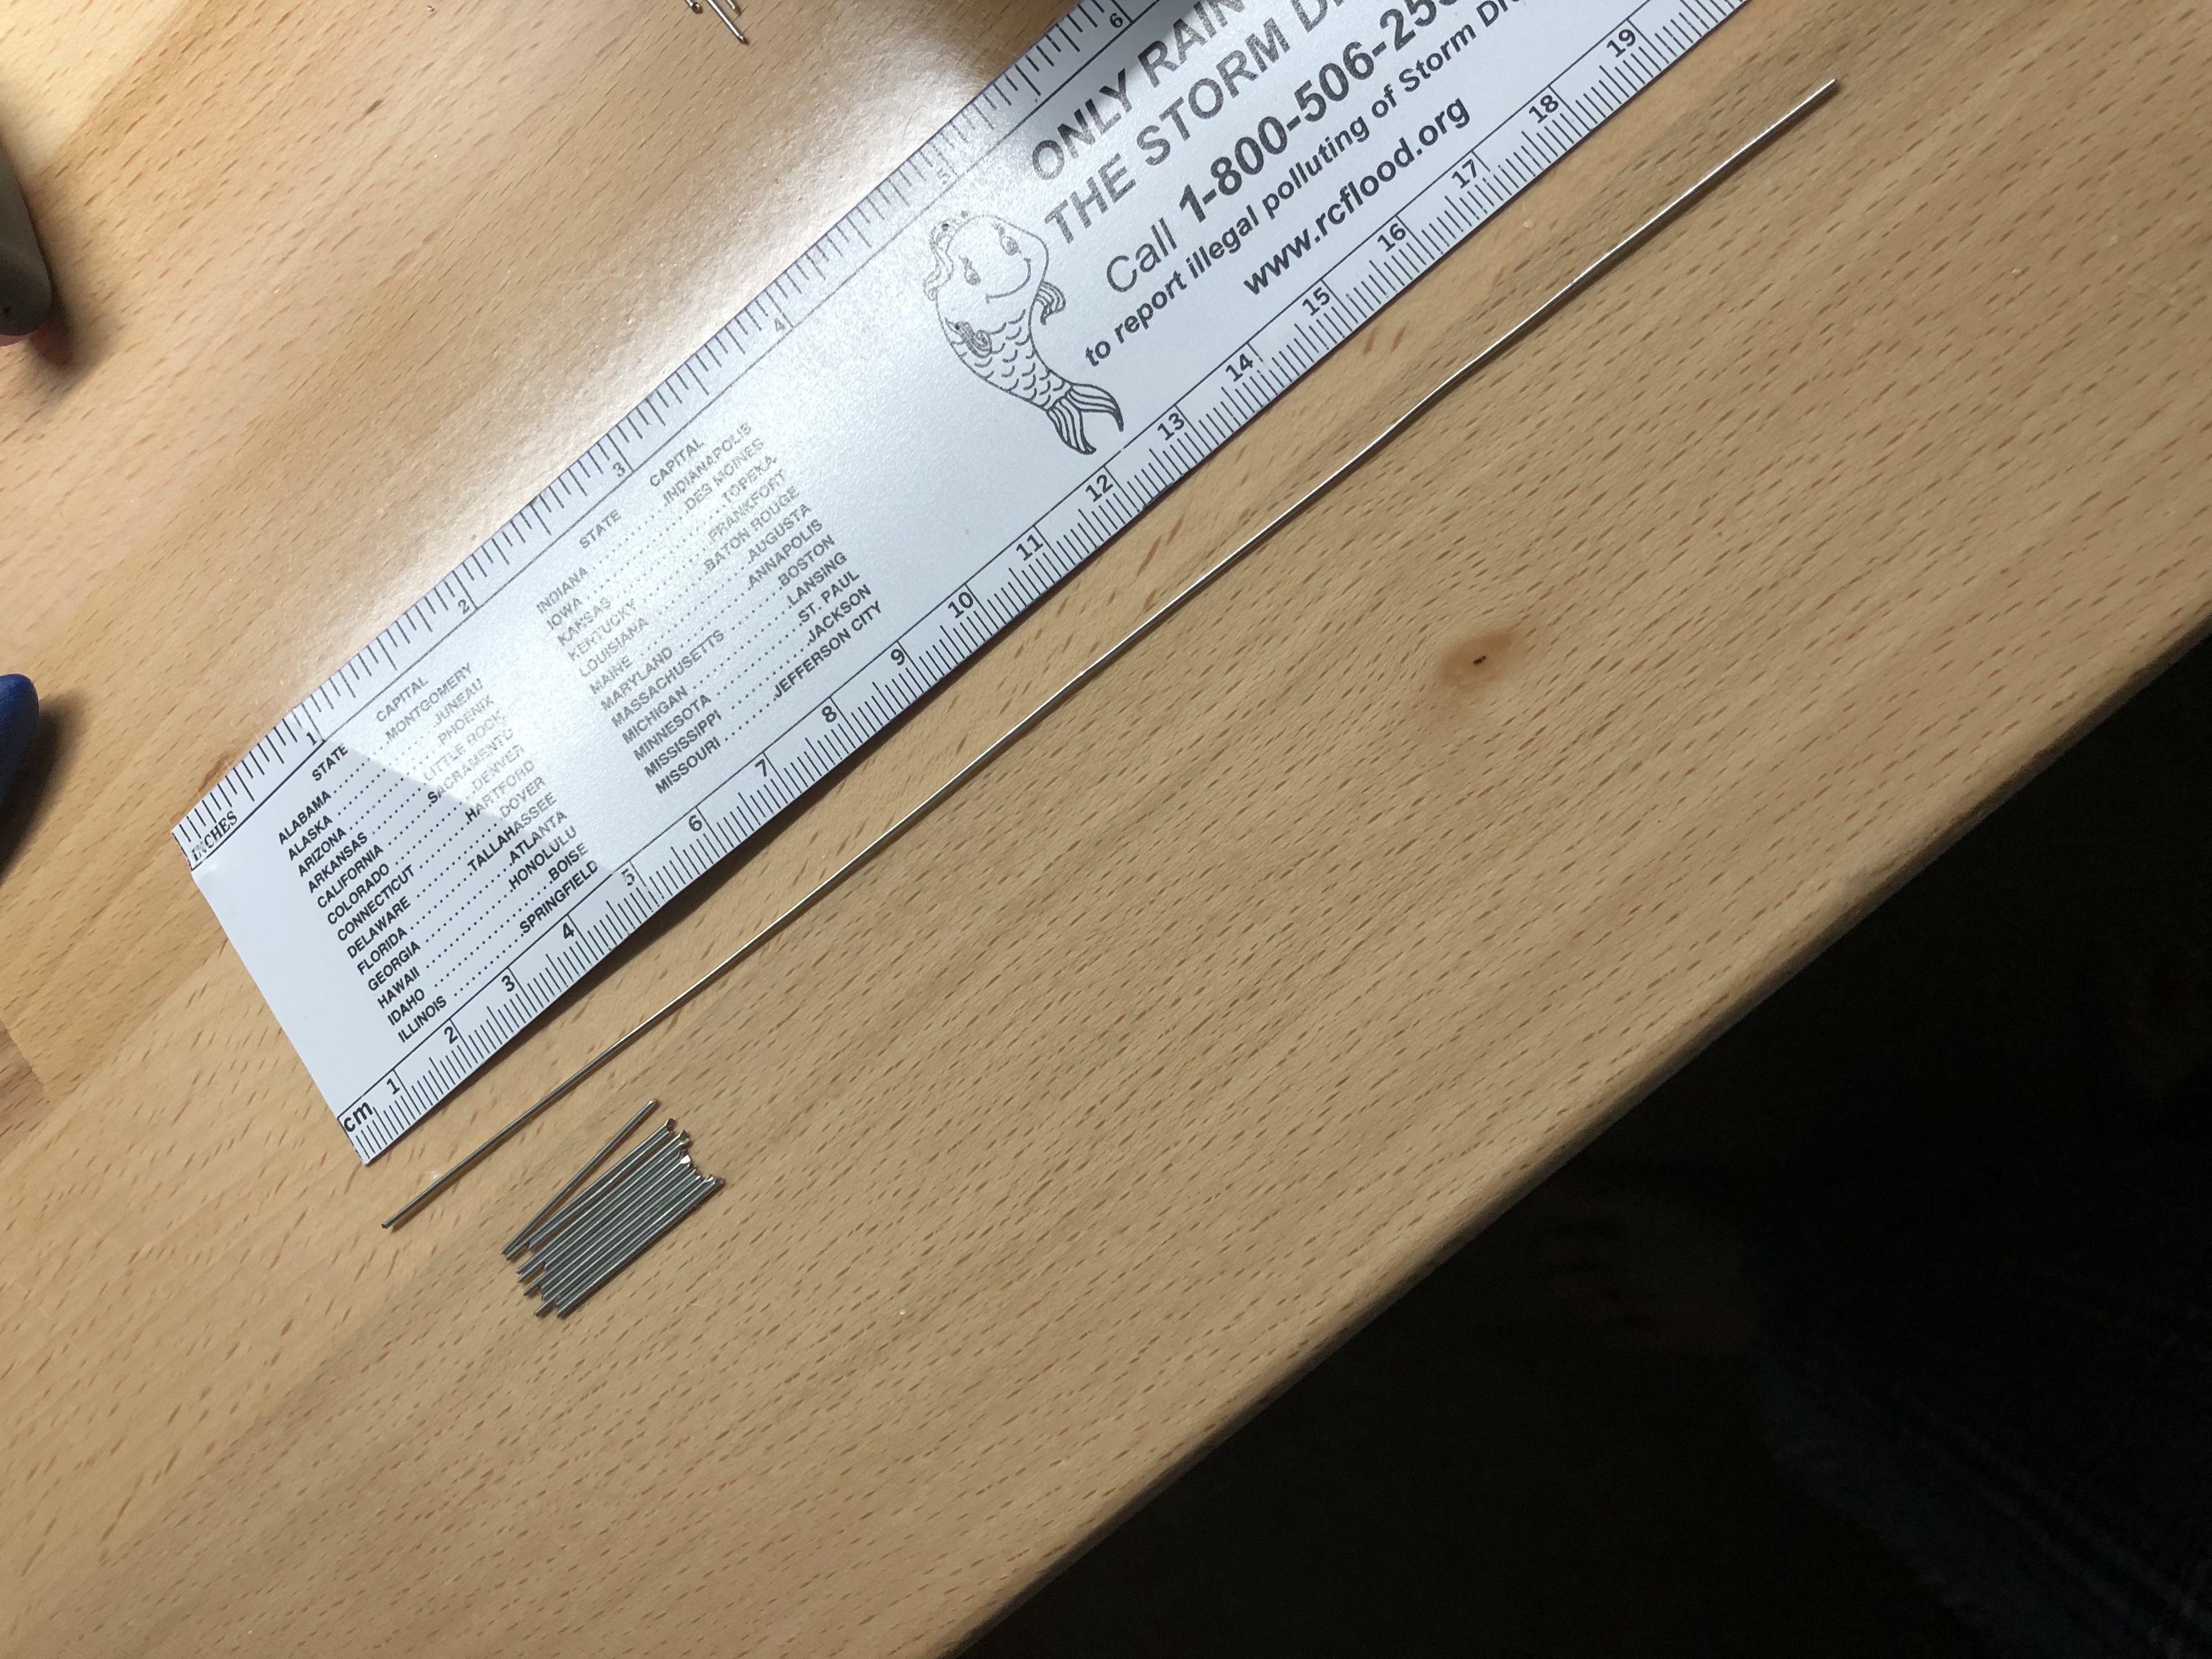 INCHES
1 2 3 4 5 6
STATE CAPITAL
ALABAMA ..... MONTGOMERY
ALASKA ..... JUNEAU
ARIZONA ..... PHOENIX
ARKANSAS ..... LITTLE ROCK
CALIFORNIA ..... SACRAMENTO
COLORADO ..... DENVER
CONNECTICUT ..... HARTFORD
DELAWARE ..... DOVER
FLORIDA ..... TALLAHASSEE
GEORGIA ..... ATLANTA
HAWAII ..... HONOLULU
IDAHO ..... BOISE
ILLINOIS ..... SPRINGFIELD
STATE CAPITAL
INDIANA ..... INDIANAPOLIS
IOWA ..... DES MOINES
KANSAS ..... TOPEKA
KENTUCKY ..... FRANKFORT
LOUISIANA ..... BATON ROUGE
MAINE ..... AUGUSTA
MARYLAND ..... ANNAPOLIS
MASSACHUSETTS ..... BOSTON
MICHIGAN ..... LANSING
MINNESOTA ..... ST. PAUL
MISSISSIPPI ..... JACKSON
MISSOURI ..... JEFFERSON CITY
ONLY RAIN
THE STORM
Call 1-800-506-25
to report illegal polluting of Storm
www.rcflood.org
cm
1 2 3 4 5 6 7 8 9 10 11 12 13 14 15 16 17 18 19